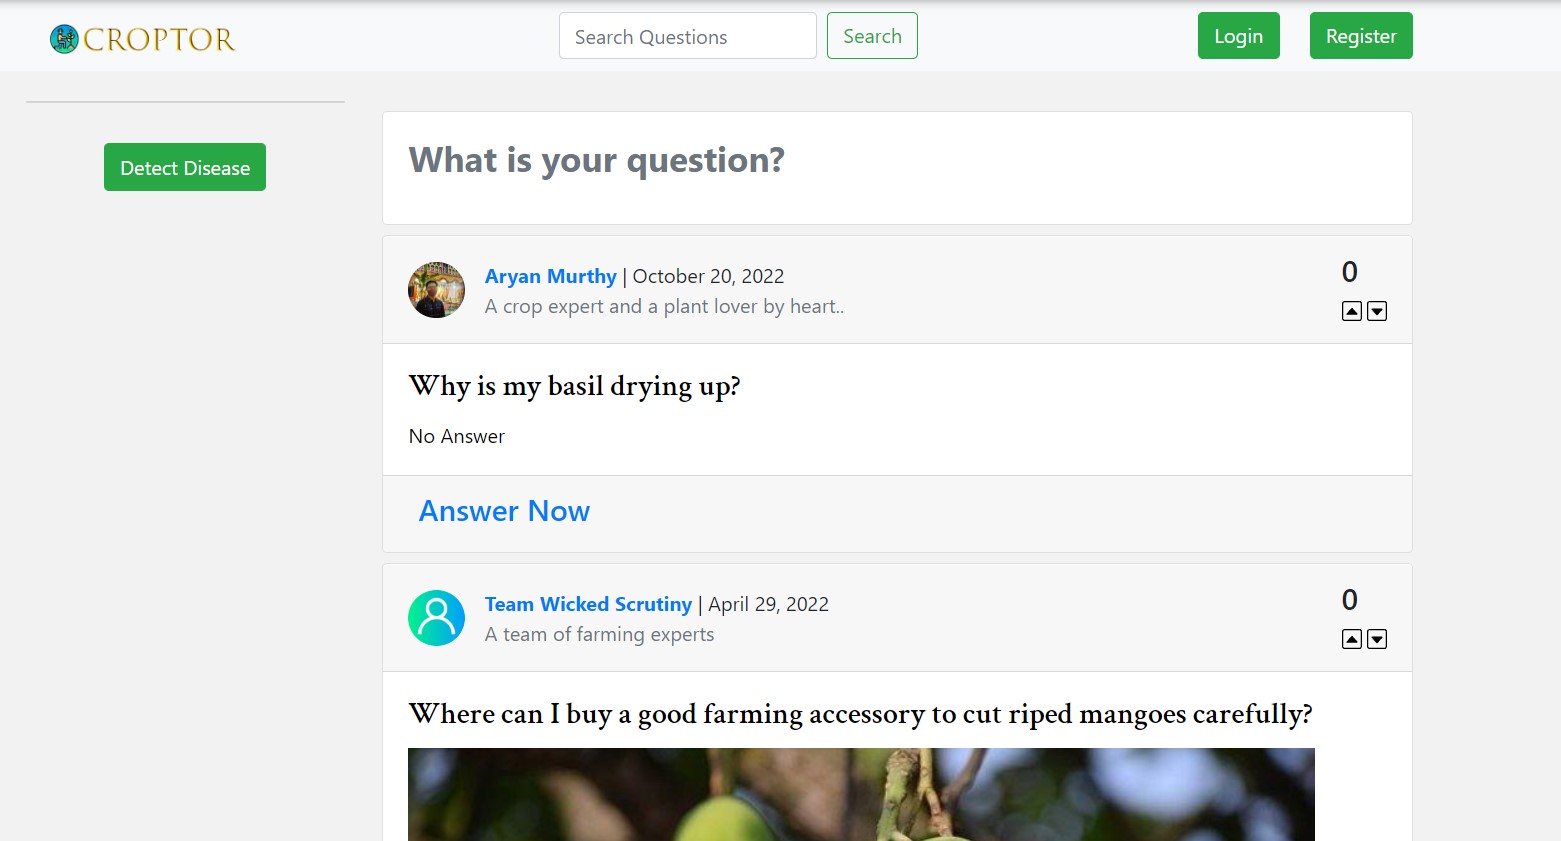 CROPTOR
Search Questions
Search
Login
Register
Detect Disease
What is your question?
Aryan Murthy | October 20, 2022
A crop expert and a plant lover by heart..
0
Why is my basil drying up?
No Answer
Answer Now
Team Wicked Scrutiny | April 29, 2022
A team of farming experts
0
Where can I buy a good farming accessory to cut riped mangoes carefully?